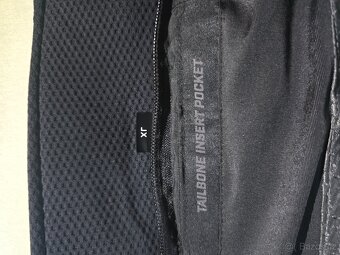 XL
TAILBONE INSERT POCKET